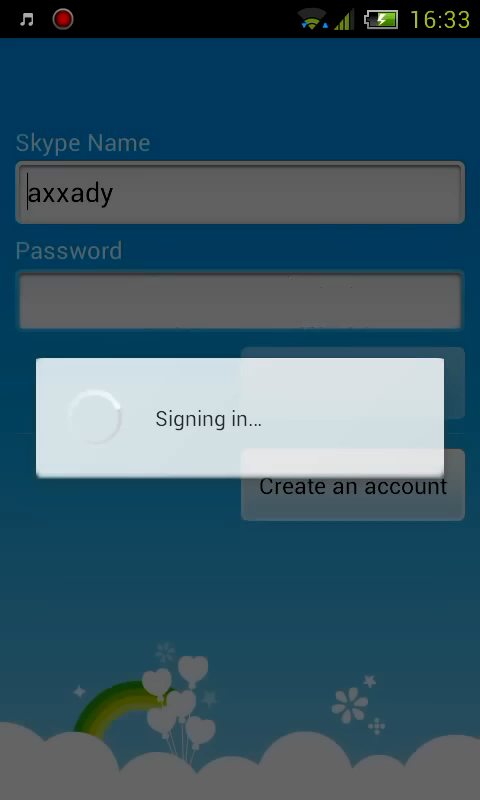 16:33
Skype Name
axxady
Password
Signing in...
Create an account